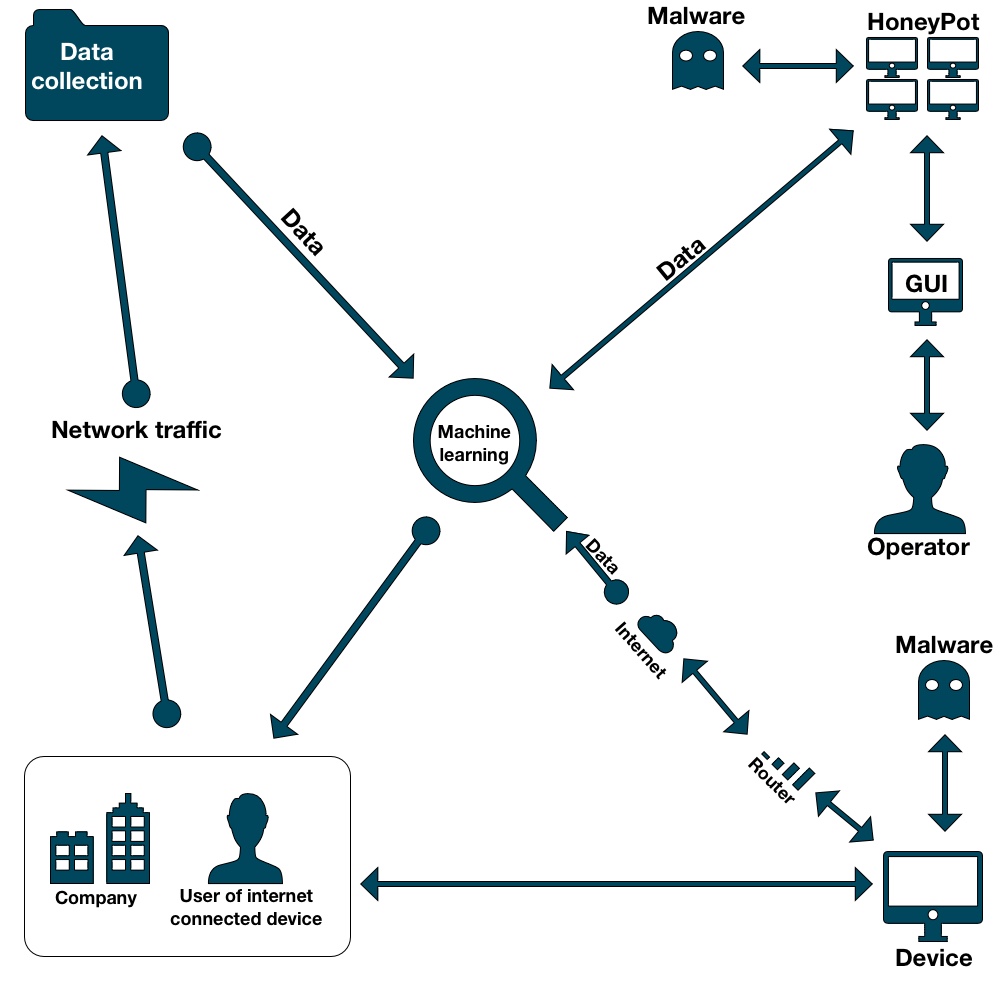 Malware
HoneyPot
Data
collection
Data
Data
GUI
Network traffic
Machine
learning
Operator
Data
Internet
Malware
Router
Company
User of internet
connected device
Device